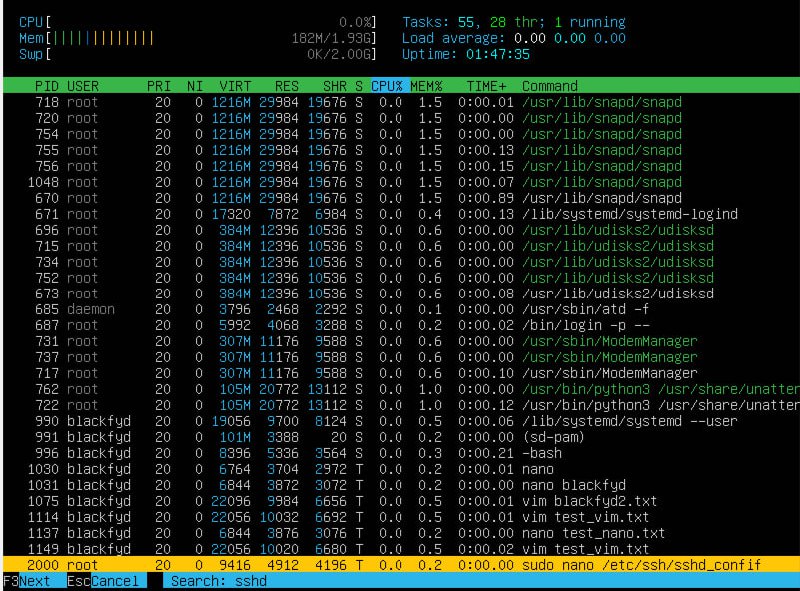 CPU[ 0.0%] Tasks: 55, 28 thr; 1 running
Mem[|||||||||||||||| 182M/1.93G] Load average: 0.00 0.00 0.00
Swp[ 0K/2.00G] Uptime: 01:47:35
PID USER PRI NI VIRT RES SHR S CPU% MEM% TIME+ Command
718 root 20 0 1216M 29984 19676 S 0.0 1.5 0:00.01 /usr/lib/snapd/snapd
720 root 20 0 1216M 29984 19676 S 0.0 1.5 0:00.00 /usr/lib/snapd/snapd
754 root 20 0 1216M 29984 19676 S 0.0 1.5 0:00.00 /usr/lib/snapd/snapd
755 root 20 0 1216M 29984 19676 S 0.0 1.5 0:00.13 /usr/lib/snapd/snapd
756 root 20 0 1216M 29984 19676 S 0.0 1.5 0:00.15 /usr/lib/snapd/snapd
1048 root 20 0 1216M 29984 19676 S 0.0 1.5 0:00.07 /usr/lib/snapd/snapd
670 root 20 0 1216M 29984 19676 S 0.0 1.5 0:00.89 /usr/lib/snapd/snapd
671 root 20 0 17320 7872 6984 S 0.0 0.4 0:00.13 /lib/systemd/systemd-logind
696 root 20 0 384M 12396 10536 S 0.0 0.6 0:00.00 /usr/lib/udisks2/udisksd
715 root 20 0 384M 12396 10536 S 0.0 0.6 0:00.00 /usr/lib/udisks2/udisksd
734 root 20 0 384M 12396 10536 S 0.0 0.6 0:00.00 /usr/lib/udisks2/udisksd
752 root 20 0 384M 12396 10536 S 0.0 0.6 0:00.00 /usr/lib/udisks2/udisksd
673 root 20 0 384M 12396 10536 S 0.0 0.6 0:00.08 /usr/lib/udisks2/udisksd
685 daemon 20 0 3796 2468 2292 S 0.0 0.1 0:00.00 /usr/sbin/atd -f
687 root 20 0 5992 4068 3288 S 0.0 0.2 0:00.02 /bin/login -p --
731 root 20 0 307M 11176 9588 S 0.0 0.6 0:00.00 /usr/sbin/ModemManager
737 root 20 0 307M 11176 9588 S 0.0 0.6 0:00.00 /usr/sbin/ModemManager
717 root 20 0 307M 11176 9588 S 0.0 0.6 0:00.10 /usr/sbin/ModemManager
762 root 20 0 105M 20772 13112 S 0.0 1.0 0:00.00 /usr/bin/python3 /usr/share/unatter
722 root 20 0 105M 20772 13112 S 0.0 1.0 0:00.12 /usr/bin/python3 /usr/share/unatter
990 blackfyd 20 0 19056 9700 8124 S 0.0 0.5 0:00.06 /lib/systemd/systemd --user
991 blackfyd 20 0 101M 3388 20 S 0.0 0.2 0:00.00 (sd-pam)
996 blackfyd 20 0 8396 5336 3564 S 0.0 0.3 0:00.21 -bash
1030 blackfyd 20 0 6764 3704 2972 T 0.0 0.2 0:00.01 nano
1031 blackfyd 20 0 6844 3872 3072 T 0.0 0.2 0:00.00 nano blackfyd
1075 blackfyd 20 0 22096 9984 6656 T 0.0 0.5 0:00.01 vim blackfyd2.txt
1114 blackfyd 20 0 22056 10032 6692 T 0.0 0.5 0:00.01 vim test_vim.txt
1137 blackfyd 20 0 6844 3876 3076 T 0.0 0.2 0:00.00 nano test_nano.txt
1149 blackfyd 20 0 22056 10020 6680 T 0.0 0.5 0:00.02 vim test_vim.txt
2000 root 20 0 9416 4912 4196 T 0.0 0.2 0:00.00 sudo nano /etc/ssh/sshd_confif
F3Next EscCancel Search: sshd